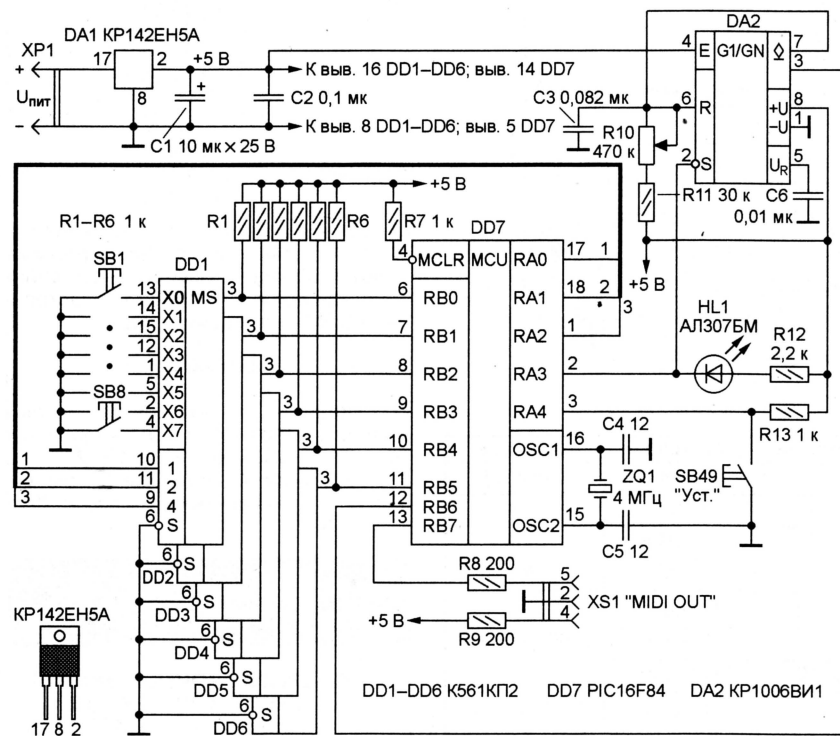 DA1 КР142ЕН5А
XP1
+ 17 2 +5 В
8
Uпит
–
+
К выв. 16 DD1–DD6; выв. 14 DD7
C2 0,1 мк
К выв. 8 DD1–DD6; выв. 5 DD7
C1 10 мк × 25 В
C3 0,082 мк
R10
470 к
R11 30 к
+5 В
DA2
4 E G1/GN 7
3
6 R +U 8
–U 1
2 S UR 5
C6
0,01 мк
+5 В
R1–R6 1 к
R1 R6 R7 1 к
SB1
DD1
13 X0 MS 3
14 X1
15 X2
12 X3
1 X4
5 X5
SB8
2 X6
4 X7
1 10 1
2 11 2
3 9 4
6 S
6 S
DD2
6 S
DD3
6 S
DD4
6 S
DD5
6 S
DD6
3
3
3
3
3
DD7
4 MCLR MCU RA0 17 1
6 RB0 RA1 18 2
3
7 RB1 RA2 1
8 RB2 RA3 2
9 RB3 RA4 3
10 RB4 OSC1 16
11 RB5
12 RB6
13 RB7 OSC2 15
HL1
АЛ307БМ
R12
2,2 к
R13 1 к
C4 12
ZQ1
4 МГц
C5 12
SB49
"Уст."
R8 200
5
2 XS1 "MIDI OUT"
4
+5 В
R9 200
КР142ЕН5А
17 8 2
DD1–DD6 К561КП2 DD7 PIC16F84 DA2 КР1006ВИ1